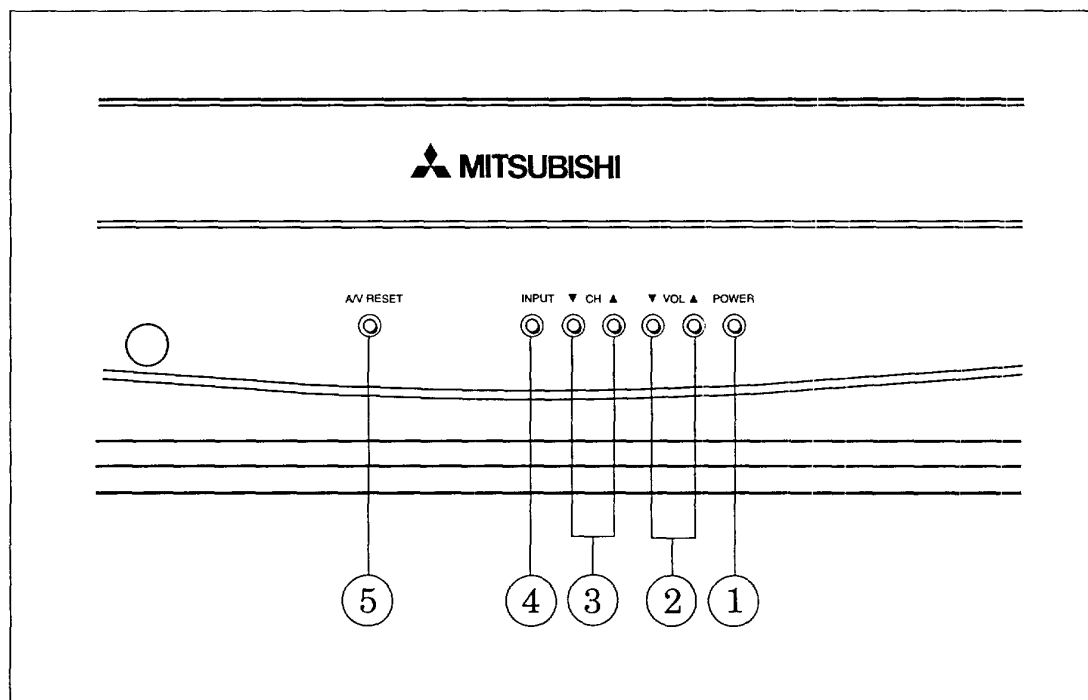 MITSUBISHI
A/V RESET INPUT ▼ CH ▲ ▼ VOL ▲ POWER
5 4 3 2 1